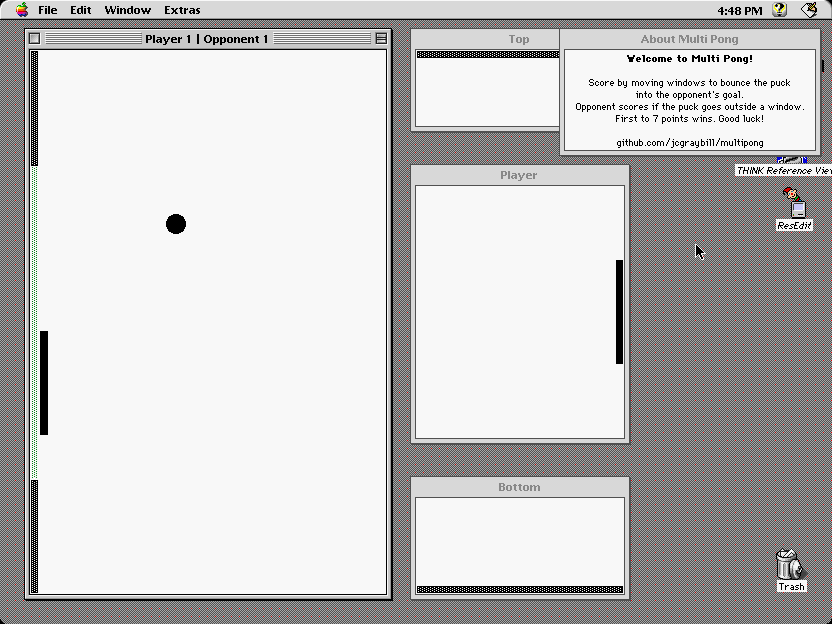 File Edit Window Extras 4:48 PM
Player 1 | Opponent 1
Top
About Multi Pong
Welcome to Multi Pong!
Score by moving windows to bounce the puck
into the opponent's goal.
Opponent scores if the puck goes outside a window.
First to 7 points wins. Good luck!
github.com/jcgraybill/multipong
THINK Reference View
Player
ResEdit
Bottom
Trash